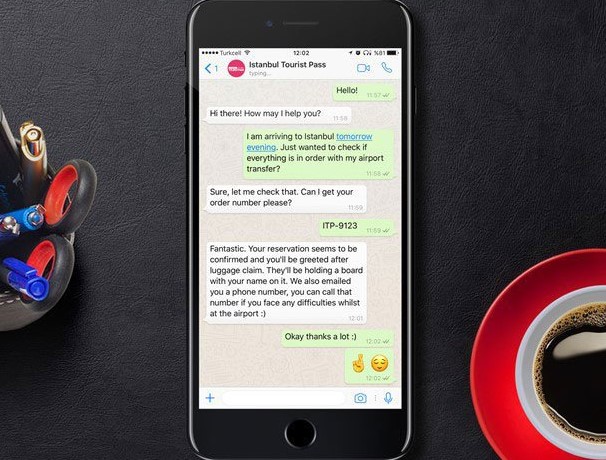 Turkcell 12:02 %81
1 Istanbul Tourist Pass
typing...
Hello!
11:57
Hi there! How may I help you?
11:58
I am arriving to Istanbul tomorrow
evening. Just wanted to check if
everything is in order with my airport
transfer?
11:58
Sure, let me check that. Can I get your
order number please?
11:59
ITP-9123
11:59
Fantastic. Your reservation seems to be
confirmed and you'll be greeted after
luggage claim. They'll be holding a board
with your name on it. We also emailed
you a phone number, you can call that
number if you face any difficulties whilst
at the airport :)
12:01
Okay thanks a lot :)
12:02
12:02